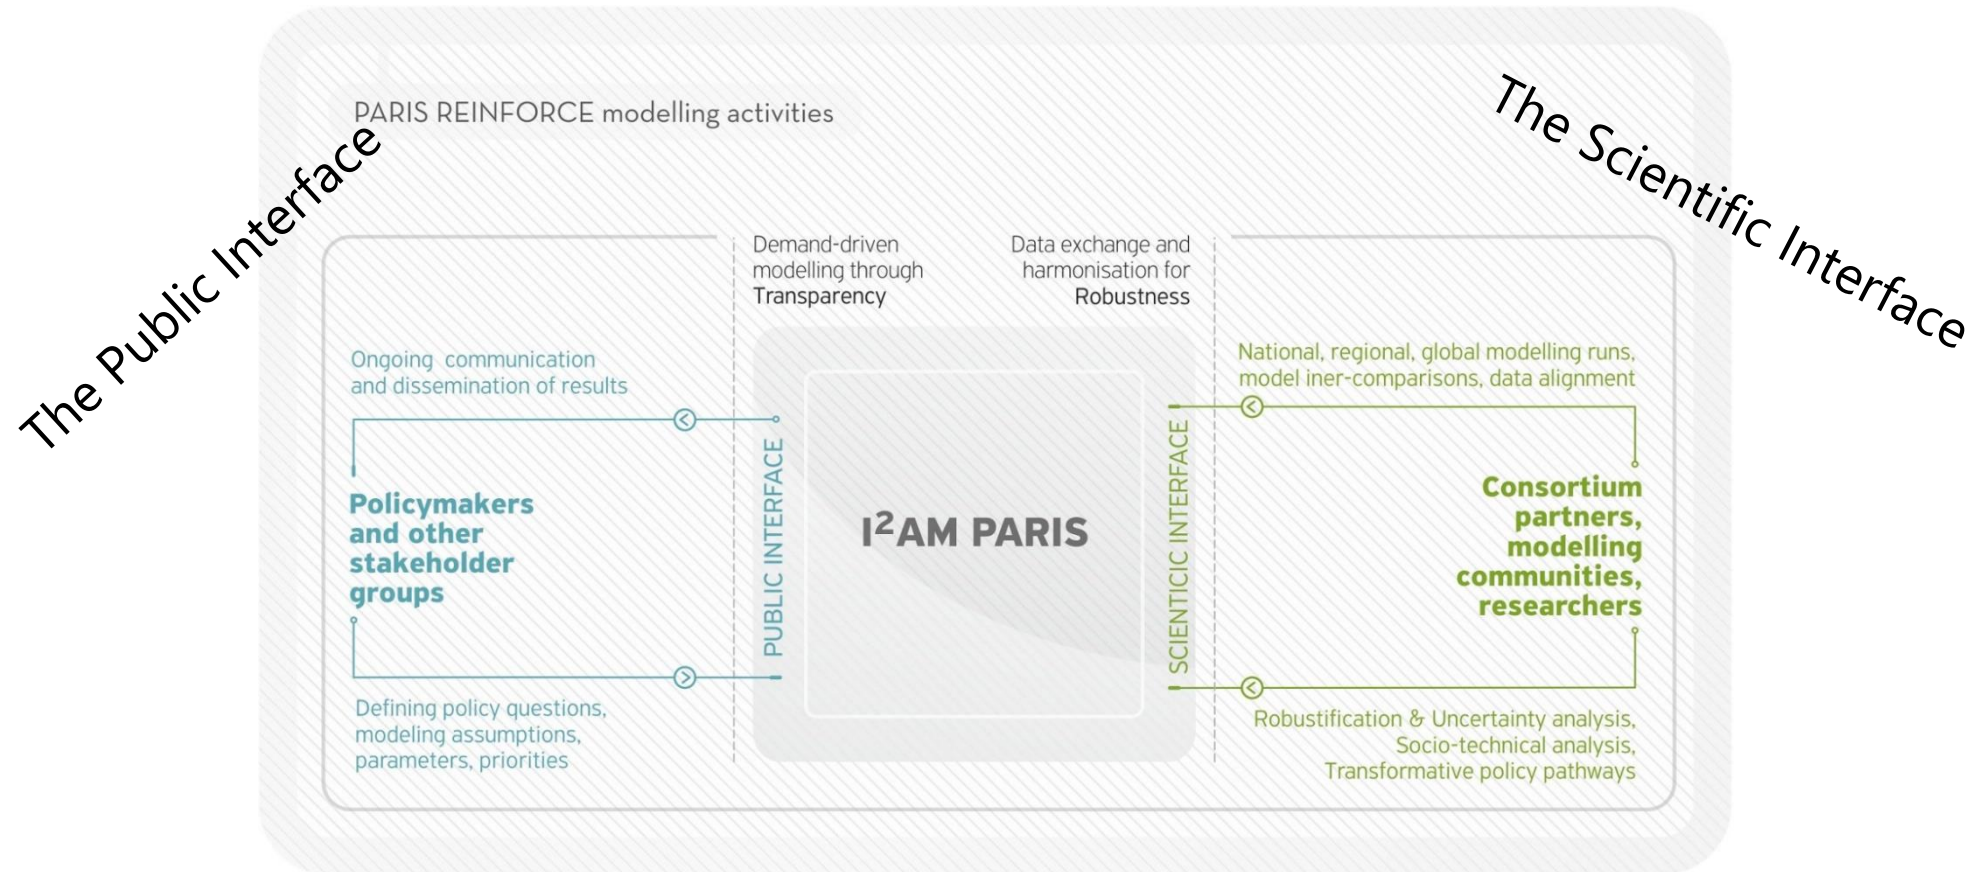 PARIS REINFORCE modelling activities
The Public Interface
The Scientific Interface
Demand-driven
modelling through
Transparency
Data exchange and
harmonisation for
Robustness
Ongoing communication
and dissemination of results
Policymakers
and other
stakeholder
groups
Defining policy questions,
modeling assumptions,
parameters, priorities
PUBLIC INTERFACE
I²AM PARIS
SCIENTICIC INTERFACE
National, regional, global modelling runs,
model iner-comparisons, data alignment
Consortium
partners,
modelling
communities,
researchers
Robustification & Uncertainty analysis,
Socio-technical analysis,
Transformative policy pathways